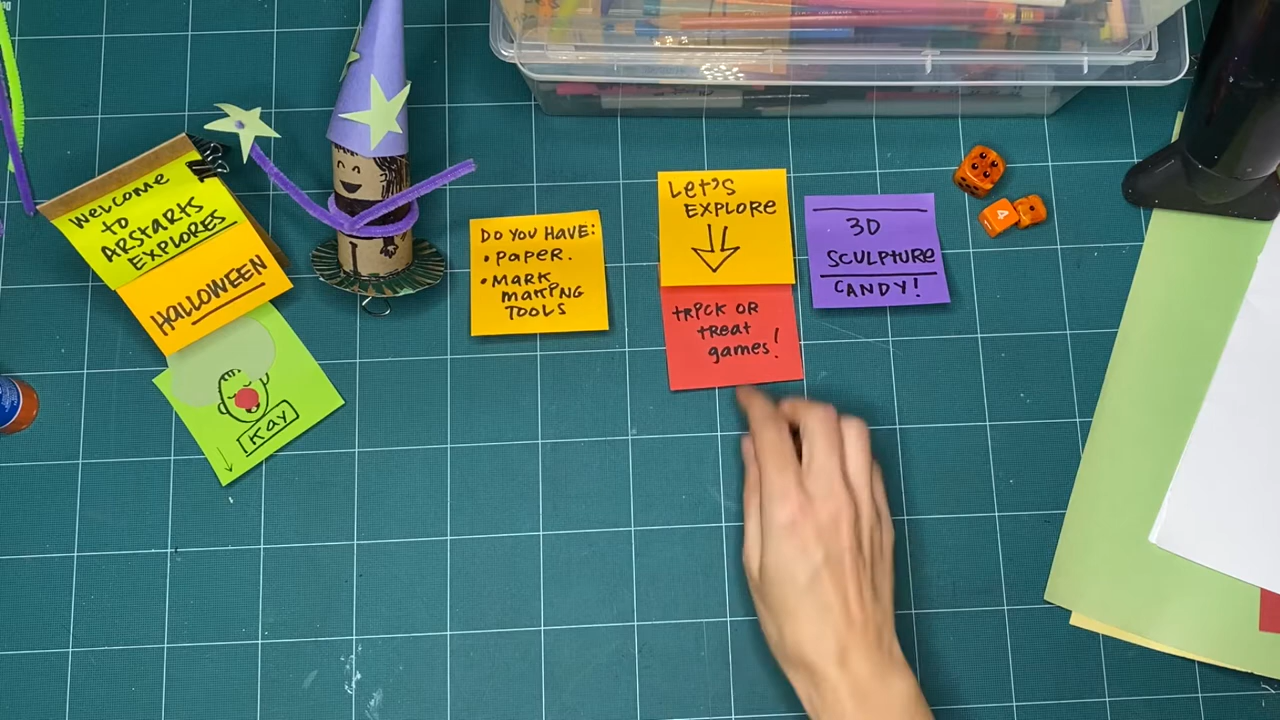 Welcome
to
ARStARtS
EXPLORES
HALLOWEEN
Kay
DO YOU HAVE:
• PAPER.
• MARK
MAKING
TOOLS
LET'S
EXPLORE
tRICK OR
treat
games!
3D
SCULPTURE
CANDY!
4